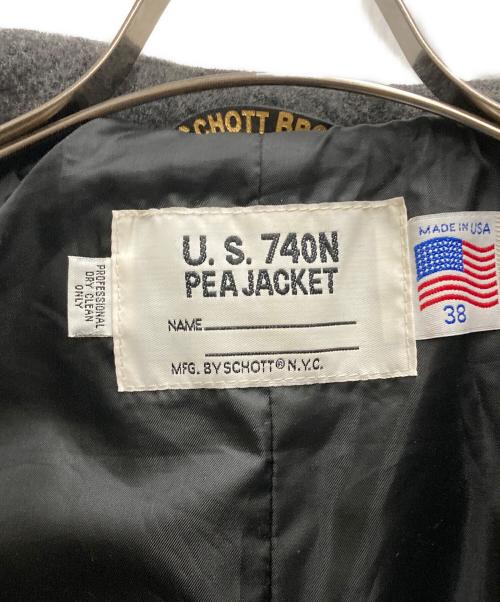 SCHOTT BRO
U. S. 740N
PEA JACKET
NAME
MFG. BY SCHOTT® N.Y.C.
PROFESSIONAL
DRY CLEAN
ONLY
MADE IN USA
38